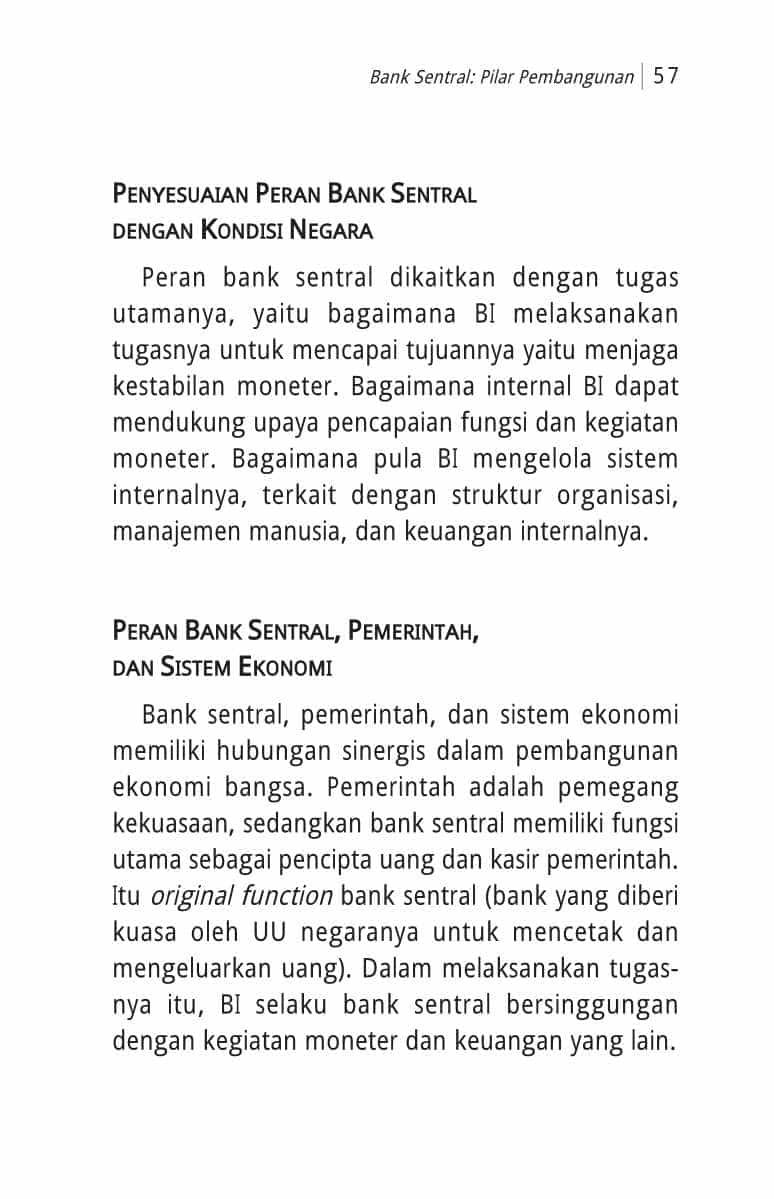 Bank Sentral: Pilar Pembangunan | 57
Penyesuaian Peran Bank Sentral
dengan Kondisi Negara
Peran bank sentral dikaitkan dengan tugas
utamanya, yaitu bagaimana BI melaksanakan
tugasnya untuk mencapai tujuannya yaitu menjaga
kestabilan moneter. Bagaimana internal BI dapat
mendukung upaya pencapaian fungsi dan kegiatan
moneter. Bagaimana pula BI mengelola sistem
internalnya, terkait dengan struktur organisasi,
manajemen manusia, dan keuangan internalnya.
Peran Bank Sentral, Pemerintah,
dan Sistem Ekonomi
Bank sentral, pemerintah, dan sistem ekonomi
memiliki hubungan sinergis dalam pembangunan
ekonomi bangsa. Pemerintah adalah pemegang
kekuasaan, sedangkan bank sentral memiliki fungsi
utama sebagai pencipta uang dan kasir pemerintah.
Itu original function bank sentral (bank yang diberi
kuasa oleh UU negaranya untuk mencetak dan
mengeluarkan uang). Dalam melaksanakan tugas-
nya itu, BI selaku bank sentral bersinggungan
dengan kegiatan moneter dan keuangan yang lain.